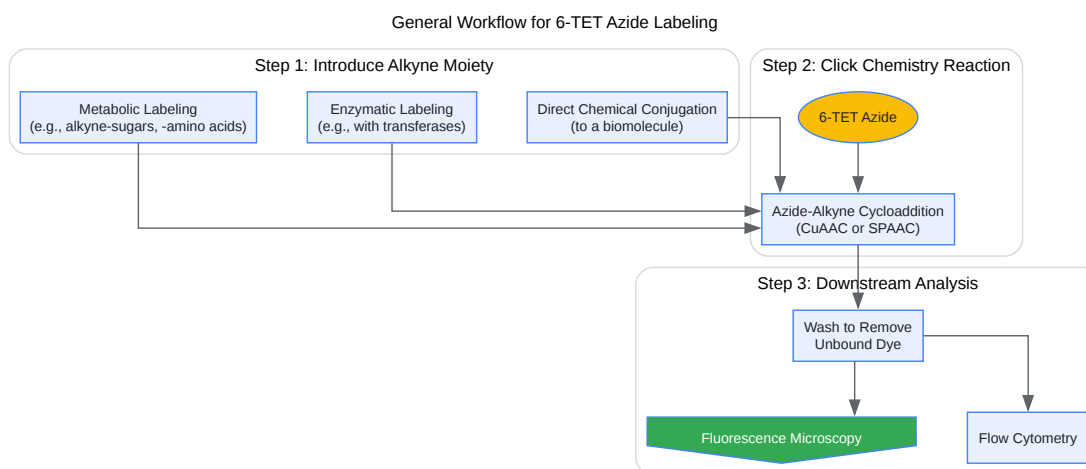 General Workflow for 6-TET Azide Labeling
Step 1: Introduce Alkyne Moiety
Metabolic Labeling
(e.g., alkyne-sugars, -amino acids)
Enzymatic Labeling
(e.g., with transferases)
Direct Chemical Conjugation
(to a biomolecule)
Step 2: Click Chemistry Reaction
6-TET Azide
Azide-Alkyne Cycloaddition
(CuAAC or SPAAC)
Step 3: Downstream Analysis
Wash to Remove
Unbound Dye
Fluorescence Microscopy
Flow Cytometry